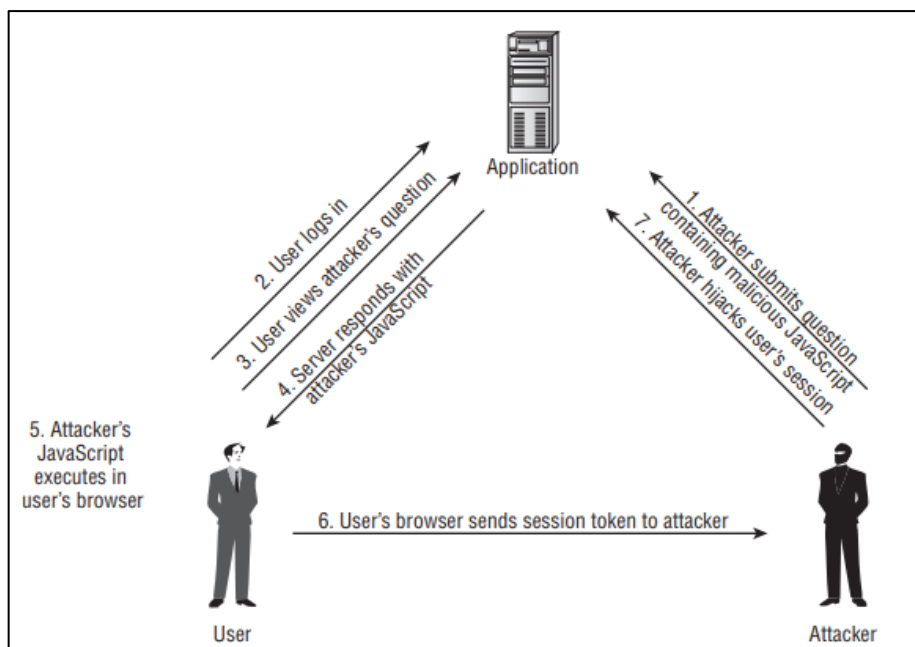 Application
2. User logs in
3. User views attacker's question
4. Server responds with
attacker's JavaScript
1. Attacker submits question
containing malicious JavaScript
7. Attacker hijacks user's session
5. Attacker's
JavaScript
executes in
user's browser
6. User's browser sends session token to attacker
User
Attacker